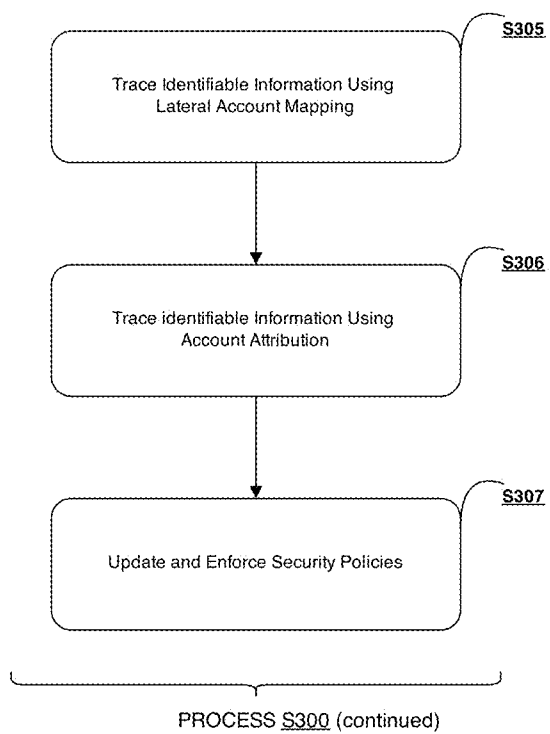 S305
Trace Identifiable Information Using
Lateral Account Mapping
S306
Trace identifiable Information Using
Account Attribution
S307
Update and Enforce Security Policies
PROCESS S300 (continued)